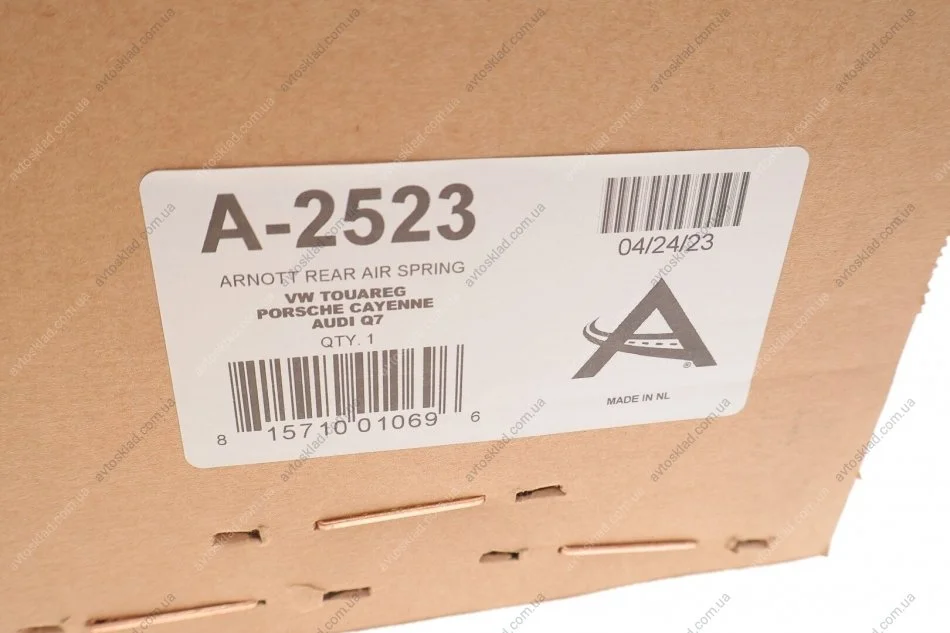 A-2523
ARNOTT REAR AIR SPRING
VW TOUAREG
PORSCHE CAYENNE
AUDI Q7
QTY. 1
8 15710 01069 6
04/24/23
A®
MADE IN NL
avtosklad.com.ua